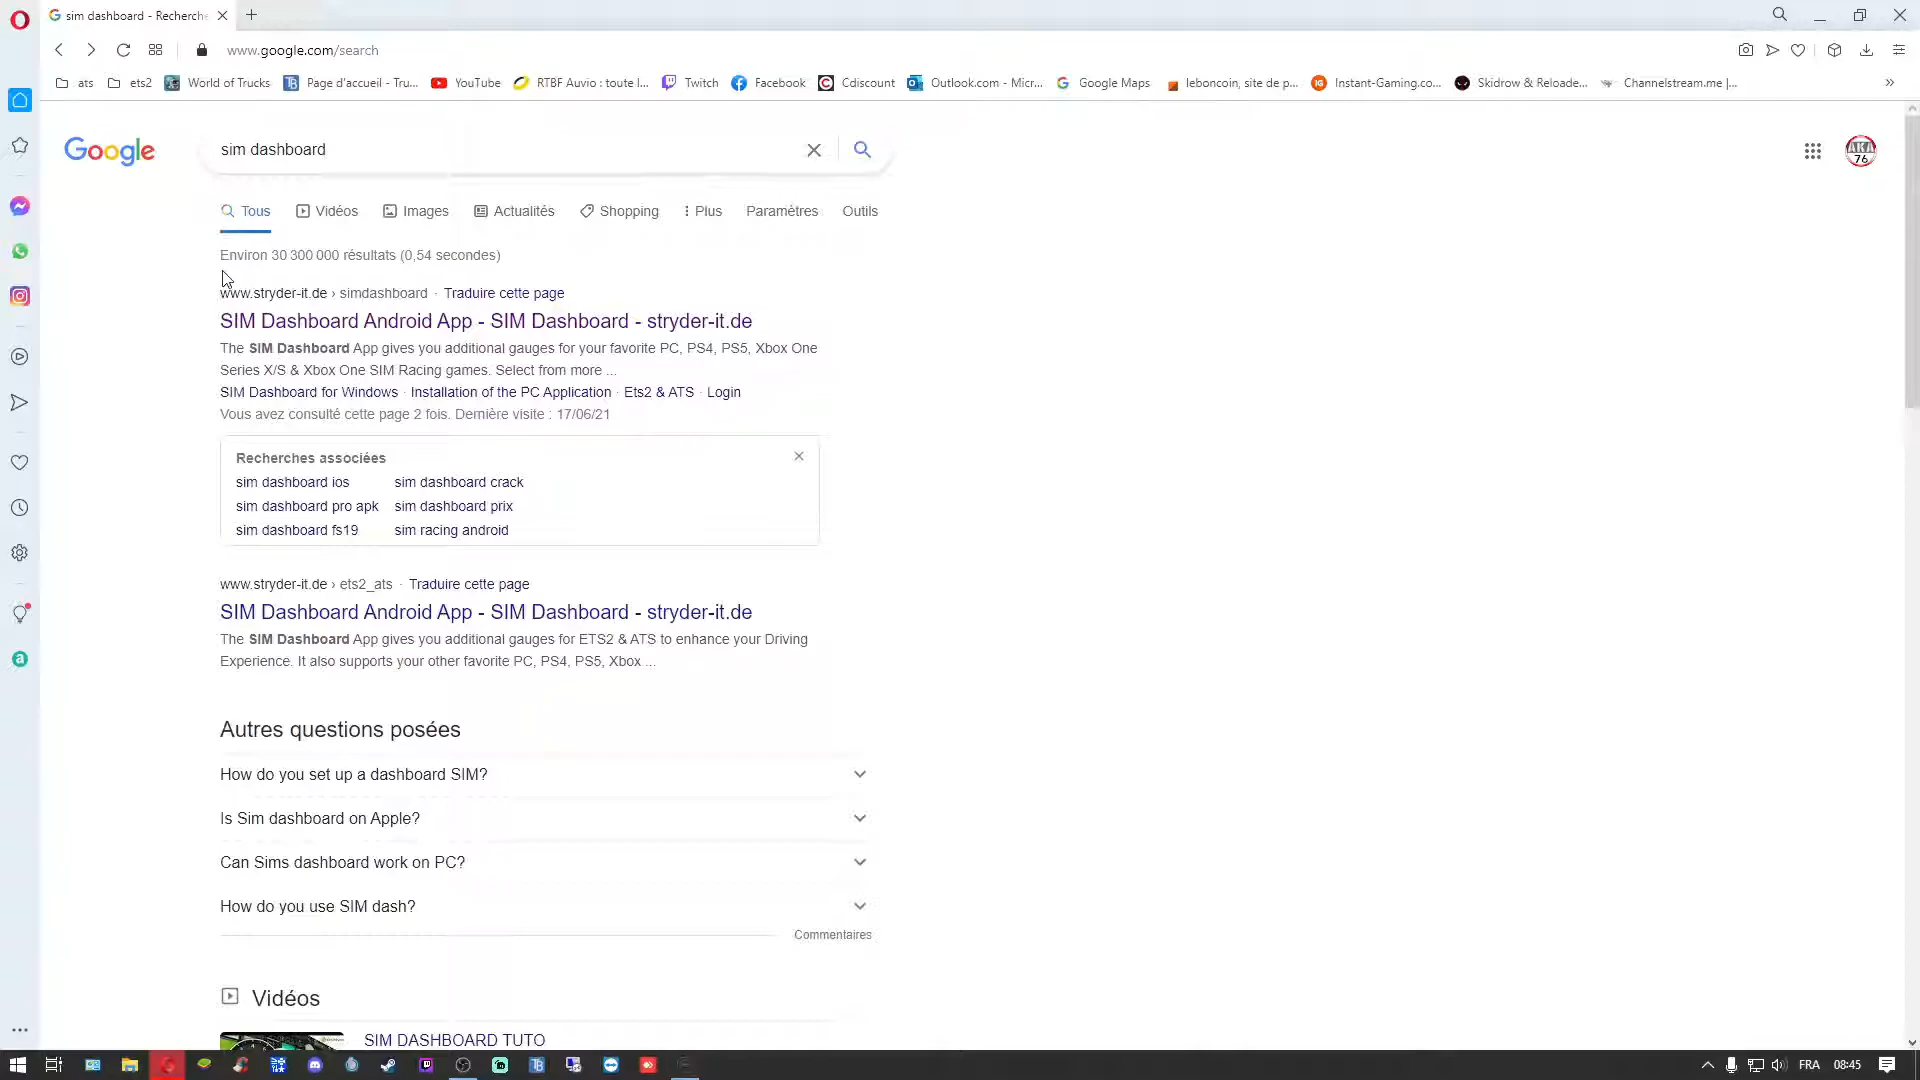 sim dashboard - Recherche
www.google.com/search
ats
ets2
World of Trucks
Page d'accueil - Tru...
YouTube
RTBF Auvio : toute l...
Twitch
Facebook
Cdiscount
Outlook.com - Micr...
Google Maps
leboncoin, site de p...
Instant-Gaming.co...
Skidrow & Reloade...
Channelstream.me |...
Google
sim dashboard
AKA
76
Tous
Vidéos
Images
Actualités
Shopping
Plus
Paramètres
Outils
Environ 30 300 000 résultats (0,54 secondes)
www.stryder-it.de › simdashboard · Traduire cette page
SIM Dashboard Android App - SIM Dashboard - stryder-it.de
The SIM Dashboard App gives you additional gauges for your favorite PC, PS4, PS5, Xbox One
Series X/S & Xbox One SIM Racing games. Select from more ...
SIM Dashboard for Windows · Installation of the PC Application · Ets2 & ATS · Login
Vous avez consulté cette page 2 fois. Dernière visite : 17/06/21
Recherches associées
sim dashboard ios
sim dashboard crack
sim dashboard pro apk
sim dashboard prix
sim dashboard fs19
sim racing android
www.stryder-it.de › ets2_ats · Traduire cette page
SIM Dashboard Android App - SIM Dashboard - stryder-it.de
The SIM Dashboard App gives you additional gauges for ETS2 & ATS to enhance your Driving
Experience. It also supports your other favorite PC, PS4, PS5, Xbox ...
Autres questions posées
How do you set up a dashboard SIM?
Is Sim dashboard on Apple?
Can Sims dashboard work on PC?
How do you use SIM dash?
Commentaires
Vidéos
SIM DASHBOARD TUTO
FRA
08:45